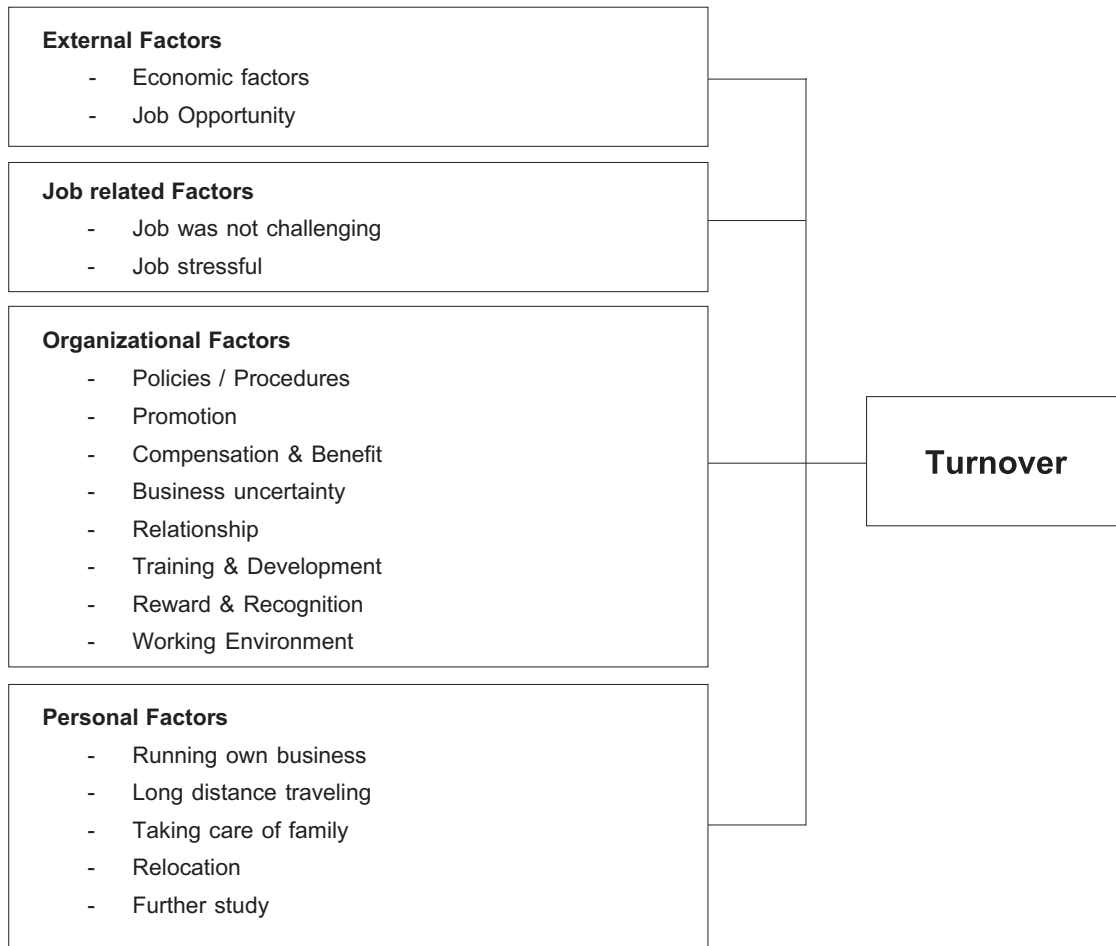 External Factors
- Economic factors
- Job Opportunity
Job related Factors
- Job was not challenging
- Job stressful
Organizational Factors
- Policies / Procedures
- Promotion
- Compensation & Benefit
- Business uncertainty
- Relationship
- Training & Development
- Reward & Recognition
- Working Environment
Turnover
Personal Factors
- Running own business
- Long distance traveling
- Taking care of family
- Relocation
- Further study